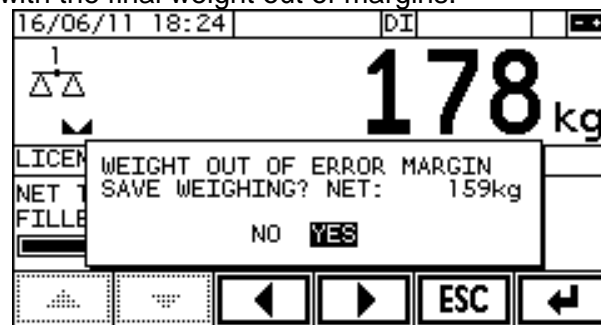 with the final weight out of margins.
16/06/11 18:24 DI
1
178 kg
LICEN
WEIGHT OUT OF ERROR MARGIN
NET T SAVE WEIGHING? NET: 159kg
FILLE
NO YES
ESC